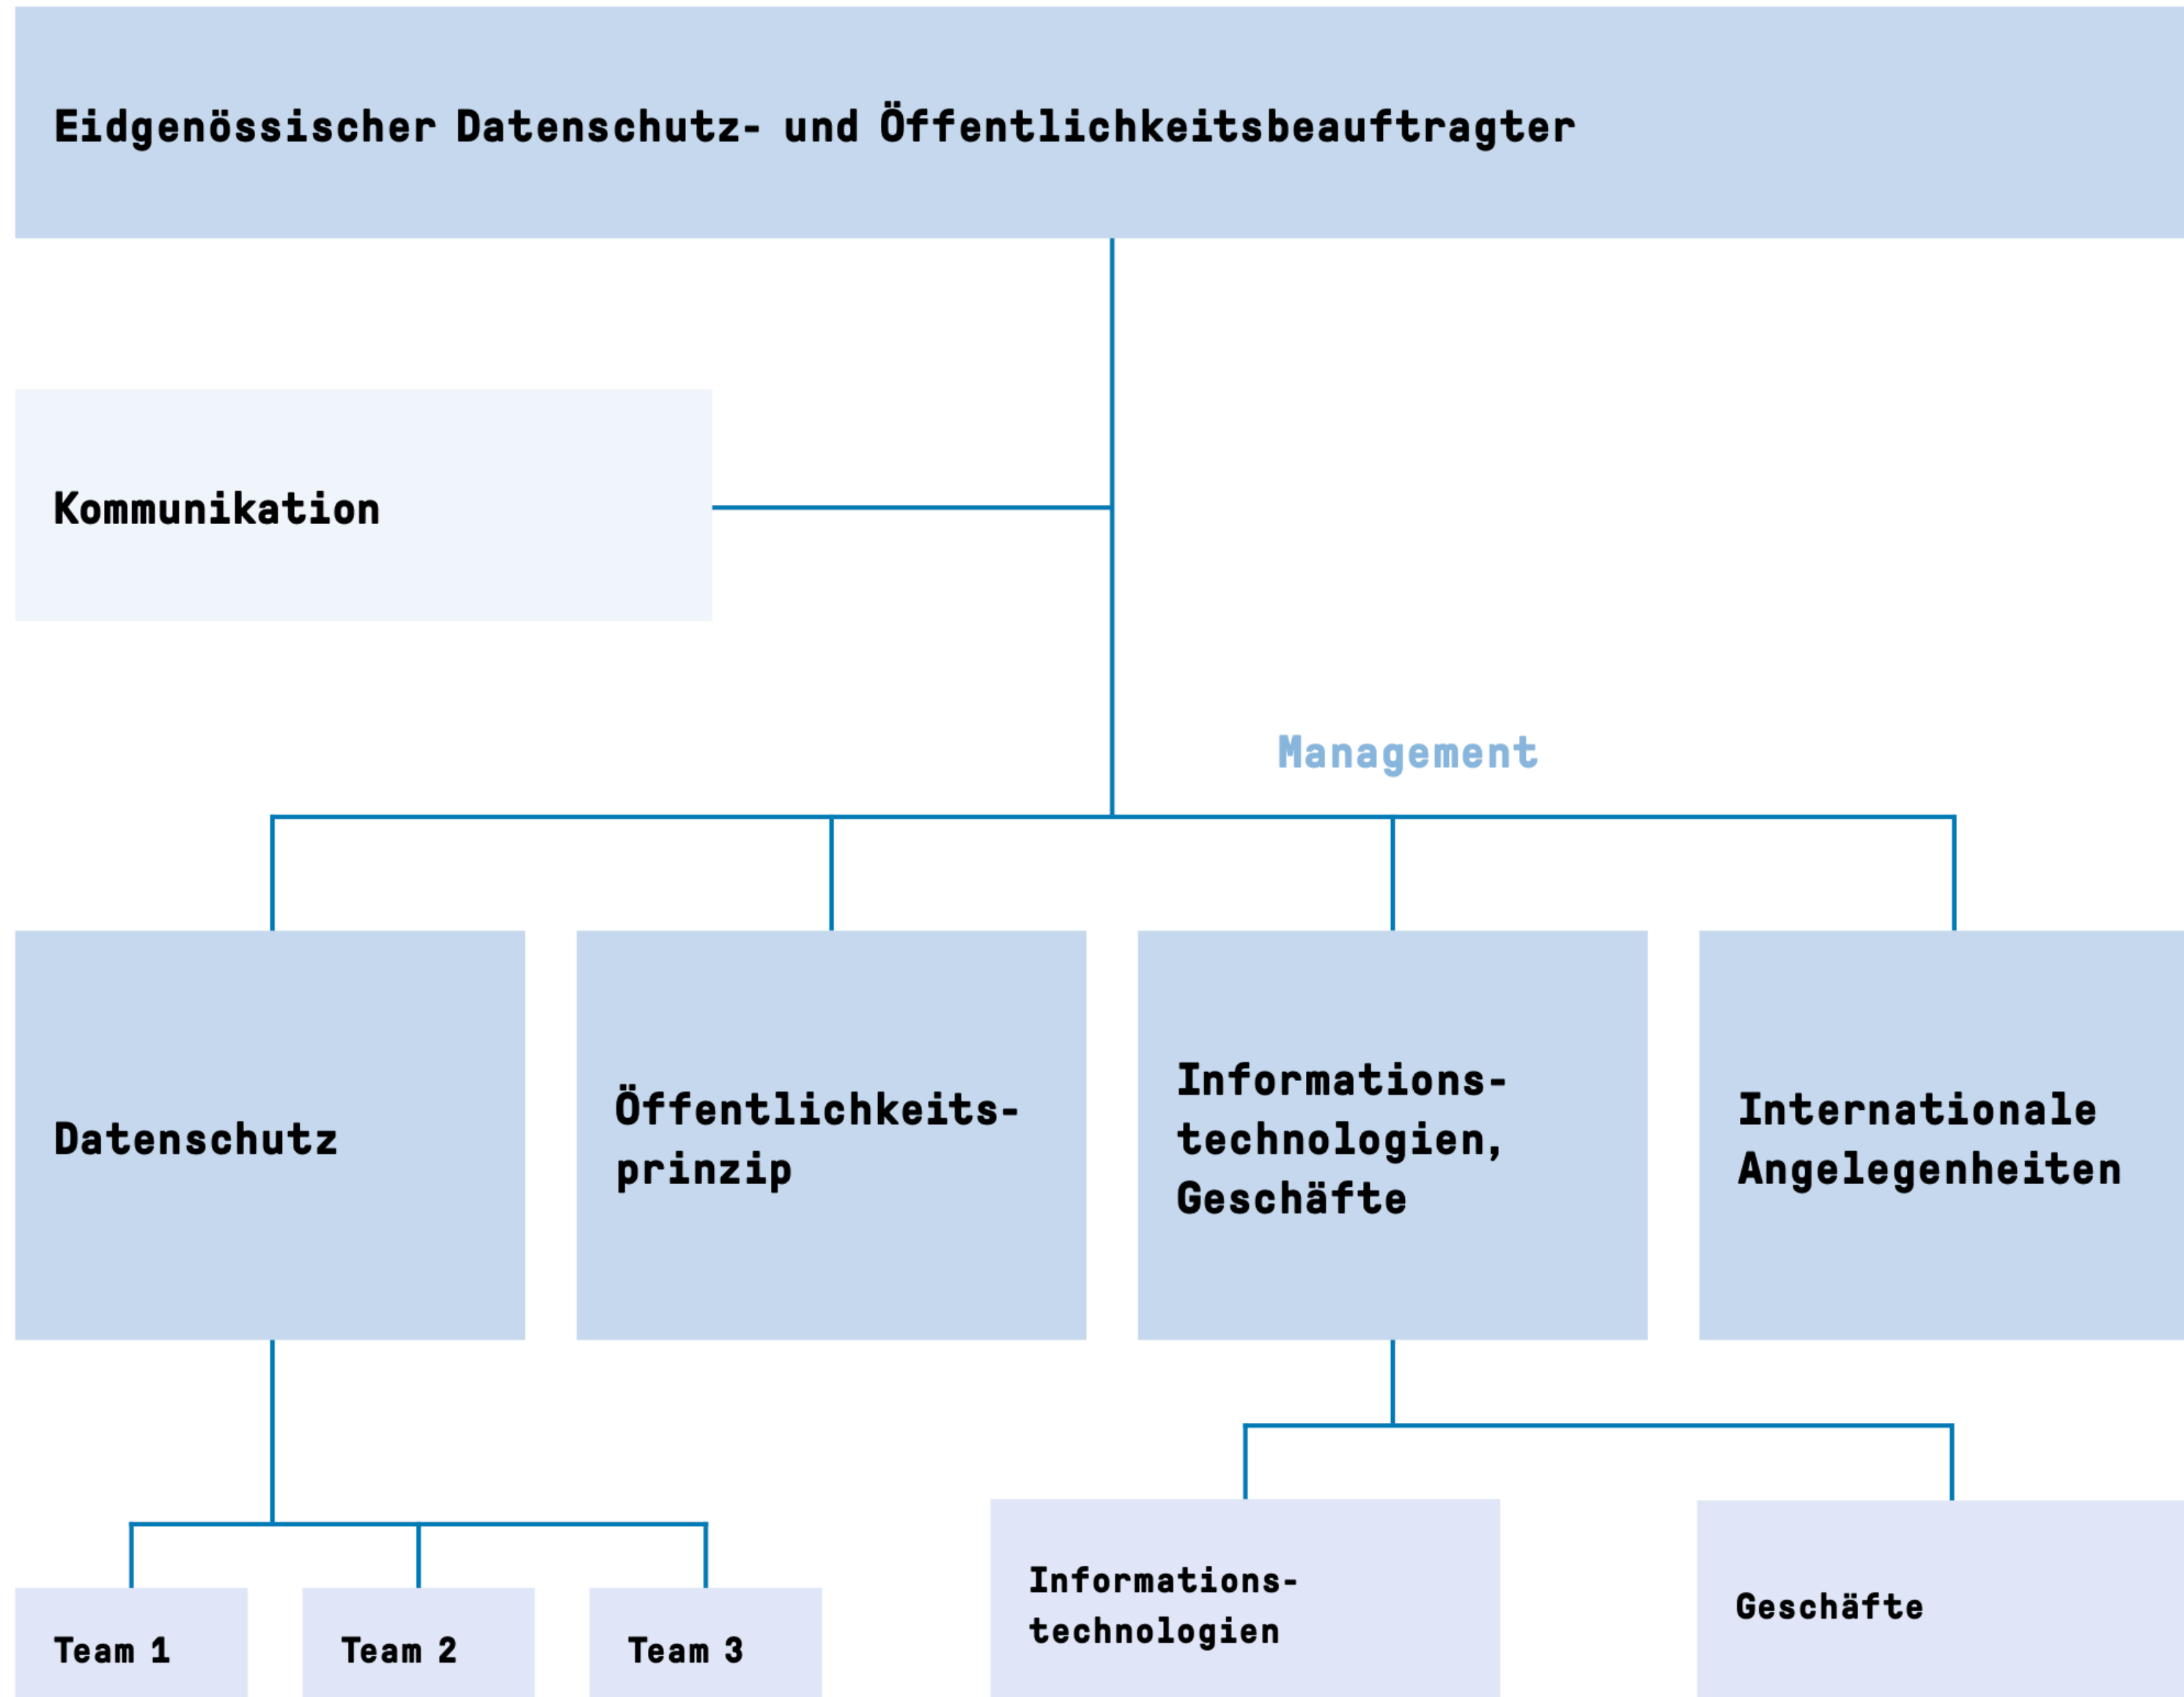 Eidgenössischer Datenschutz- und Öffentlichkeitsbeauftragter
Kommunikation
Management
Datenschutz
Öffentlichkeits-
prinzip
Informations-
technologien,
Geschäfte
Internationale
Angelegenheiten
Team 1
Team 2
Team 3
Informations-
technologien
Geschäfte